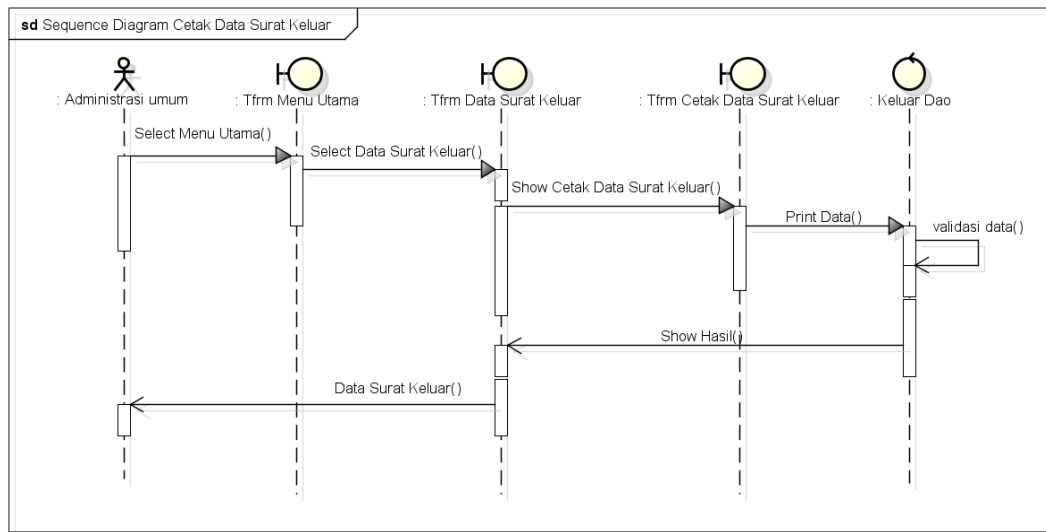 sd Sequence Diagram Cetak Data Surat Keluar
: Administrasi umum
: Tfrm Menu Utama
: Tfrm Data Surat Keluar
: Tfrm Cetak Data Surat Keluar
: Keluar Dao
Select Menu Utama()
Select Data Surat Keluar()
Show Cetak Data Surat Keluar()
Print Data()
validasi data()
Show Hasil()
Data Surat Keluar()